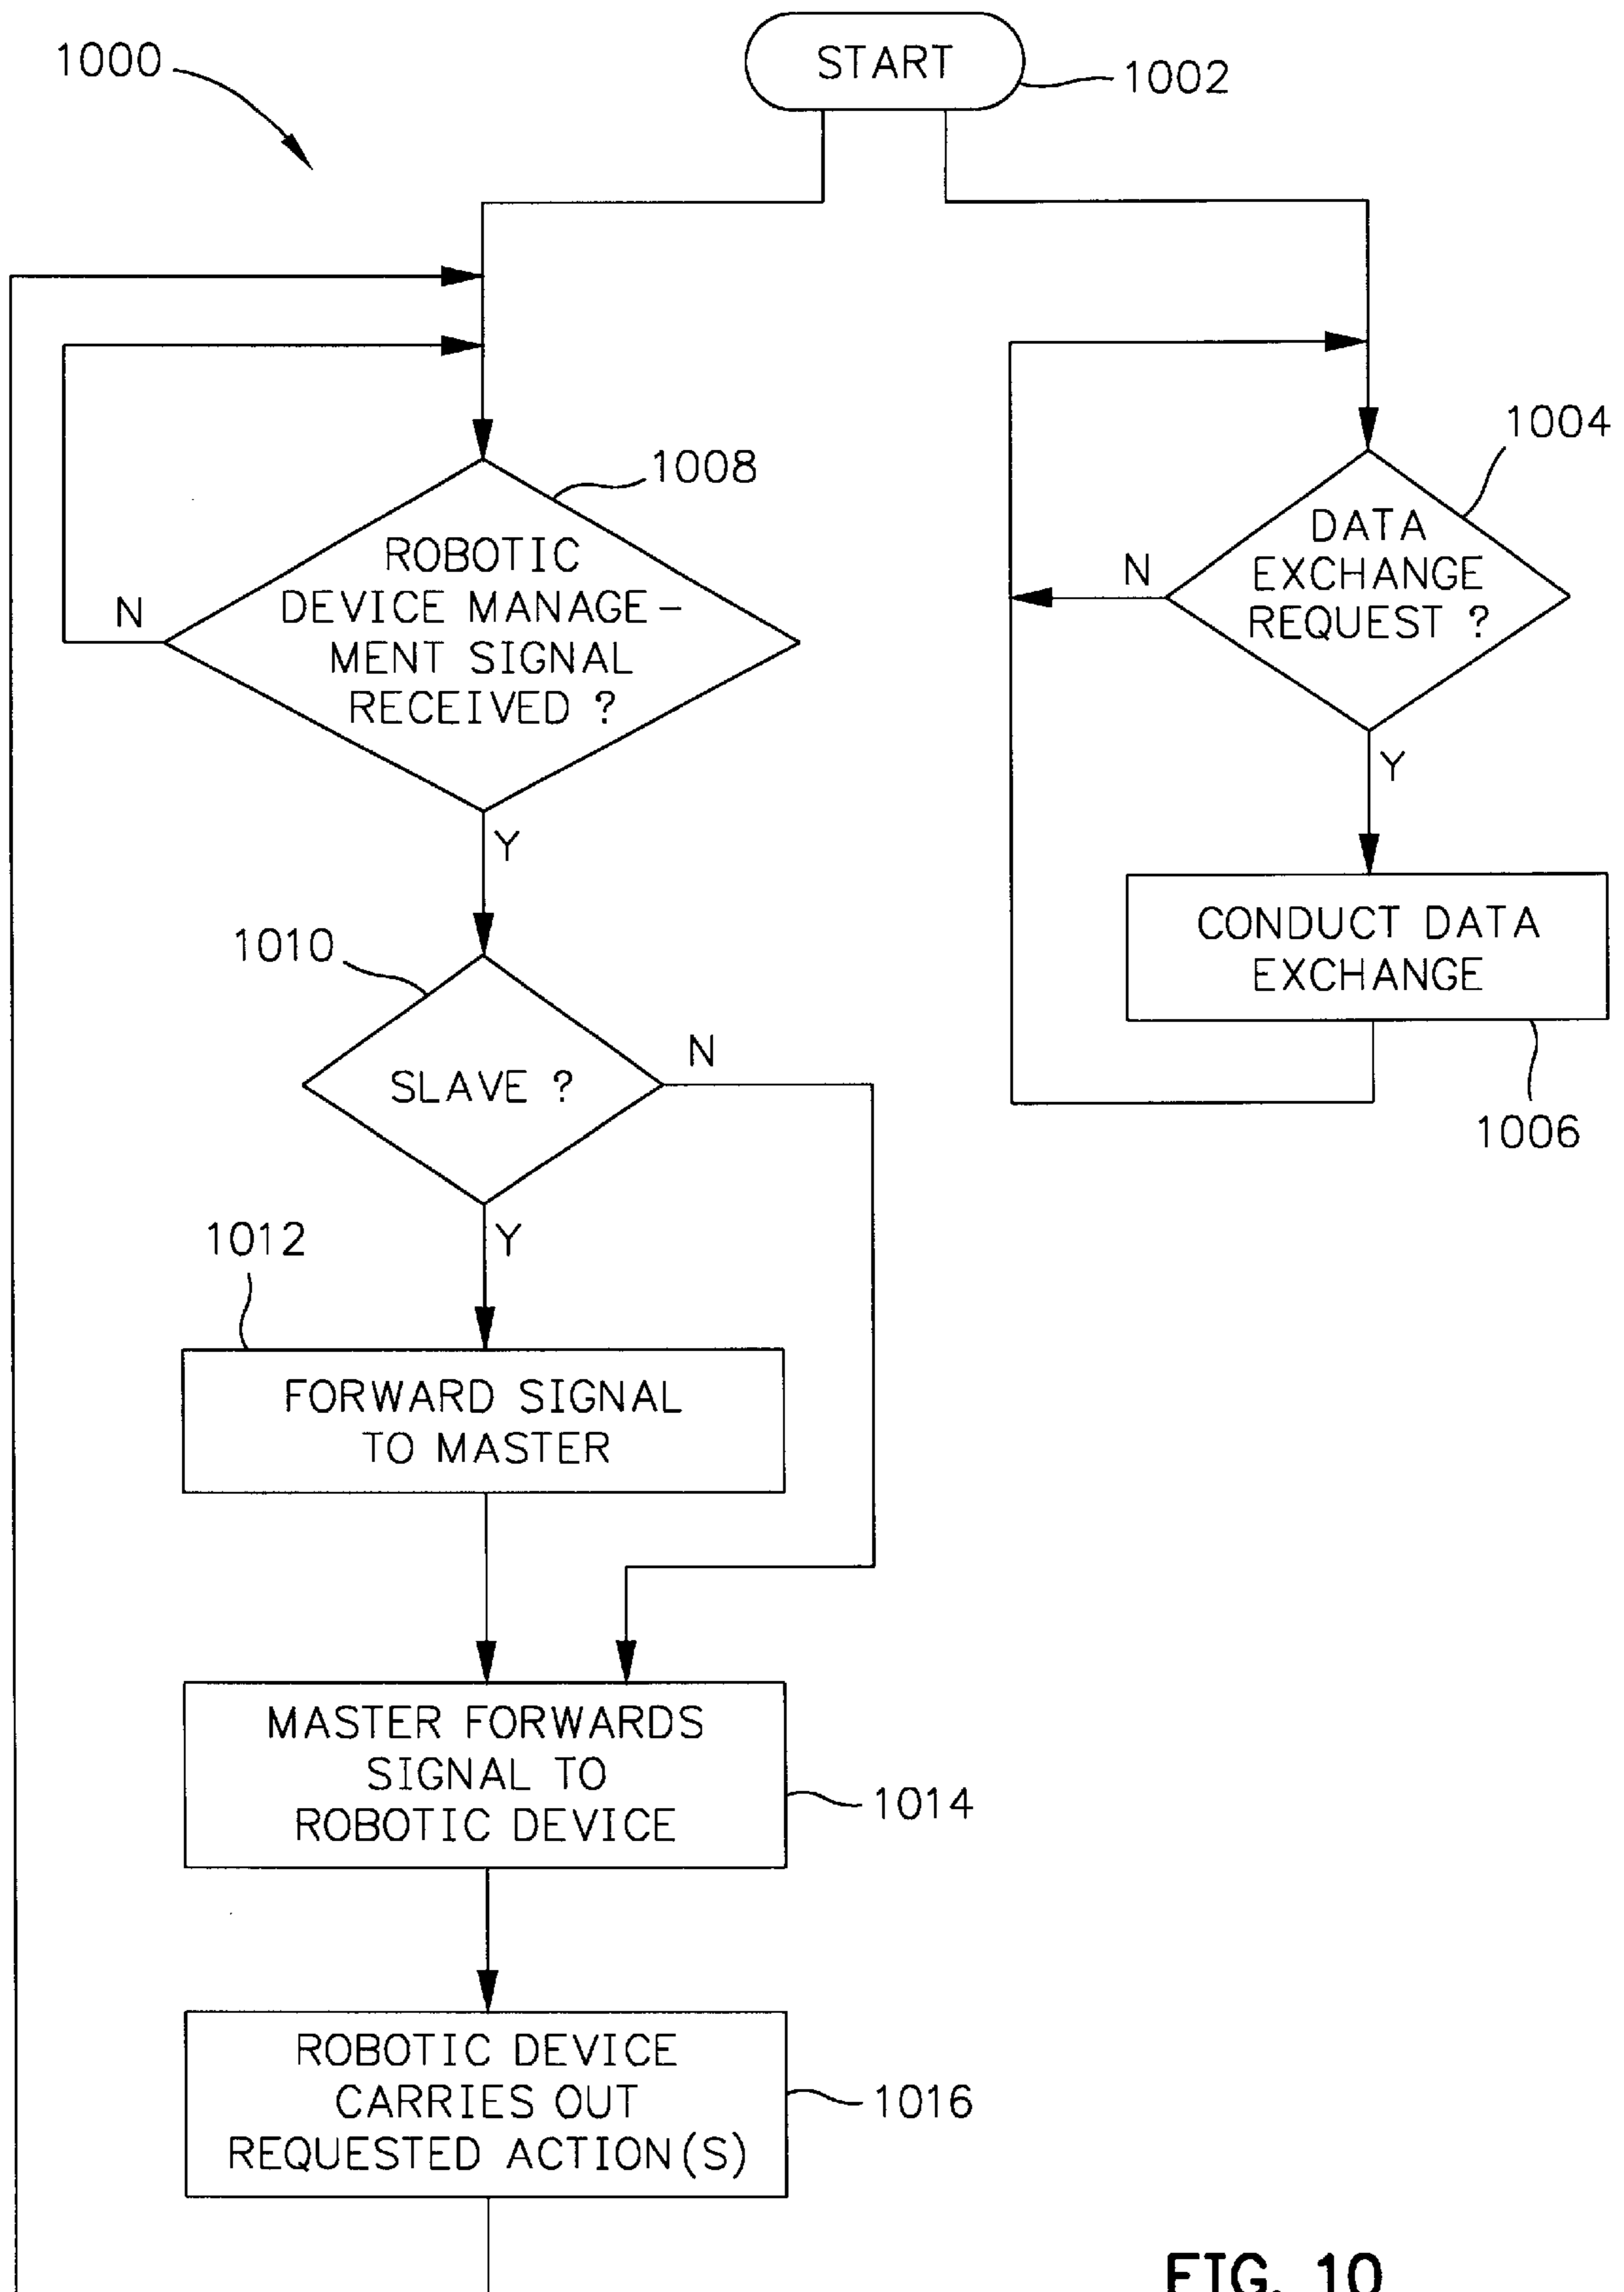 1000
START
1002
1004
1008
ROBOTIC
DEVICE MANAGE-
MENT SIGNAL
RECEIVED ?
N
Y
DATA
EXCHANGE
REQUEST ?
N
Y
CONDUCT DATA
EXCHANGE
1006
1010
SLAVE ?
N
Y
1012
FORWARD SIGNAL
TO MASTER
MASTER FORWARDS
SIGNAL TO
ROBOTIC DEVICE
1014
ROBOTIC DEVICE
CARRIES OUT
REQUESTED ACTION(S)
1016
FIG. 10